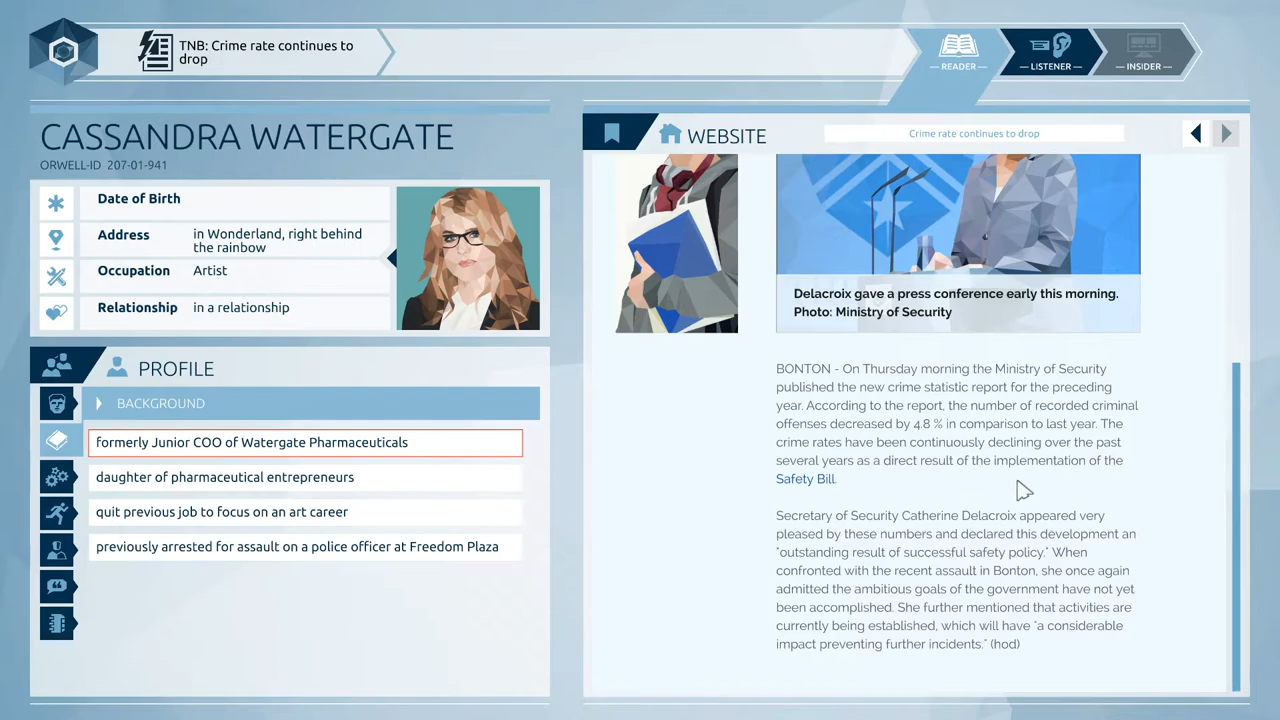 TNB: Crime rate continues to
drop
— READER —
— LISTENER —
— INSIDER —
CASSANDRA WATERGATE
ORWELL-ID 207-01-941
Date of Birth
Address in Wonderland, right behind
the rainbow
Occupation Artist
Relationship in a relationship
PROFILE
BACKGROUND
formerly Junior COO of Watergate Pharmaceuticals
daughter of pharmaceutical entrepreneurs
quit previous job to focus on an art career
previously arrested for assault on a police officer at Freedom Plaza
WEBSITE
Crime rate continues to drop
Delacroix gave a press conference early this morning.
Photo: Ministry of Security
BONTON - On Thursday morning the Ministry of Security
published the new crime statistic report for the preceding
year. According to the report, the number of recorded criminal
offenses decreased by 4.8 % in comparison to last year. The
crime rates have been continuously declining over the past
several years as a direct result of the implementation of the
Safety Bill.
Secretary of Security Catherine Delacroix appeared very
pleased by these numbers and declared this development an
"outstanding result of successful safety policy." When
confronted with the recent assault in Bonton, she once again
admitted the ambitious goals of the government have not yet
been accomplished. She further mentioned that activities are
currently being established, which will have "a considerable
impact preventing further incidents." (hod)